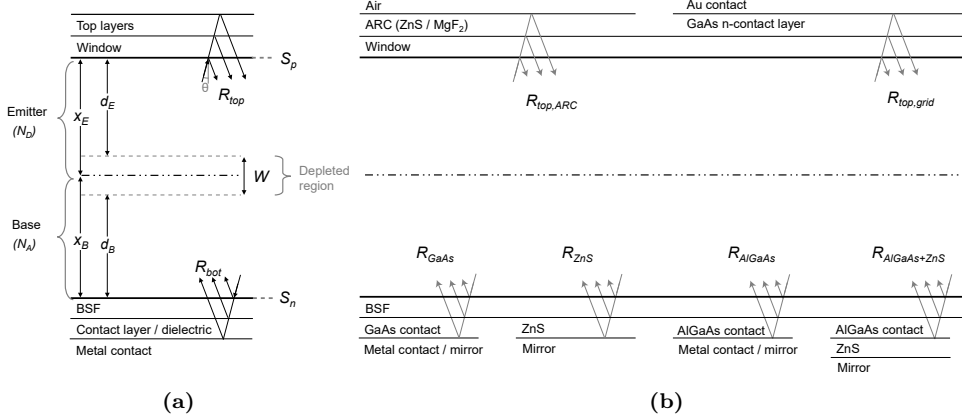 Top layers
Window
S_p
θ
R_top
Emitter
(N_D)
x_E
d_E
W
Depleted
region
Base
(N_A)
x_B
d_B
R_bot
BSF
S_n
Contact layer / dielectric
Metal contact
(a)
Air
ARC (ZnS / MgF₂)
Window
Au contact
GaAs n-contact layer
R_top,ARC
R_top,grid
R_GaAs
R_ZnS
R_AlGaAs
R_AlGaAs+ZnS
BSF
GaAs contact
Metal contact / mirror
ZnS
Mirror
AlGaAs contact
Metal contact / mirror
AlGaAs contact
ZnS
Mirror
(b)